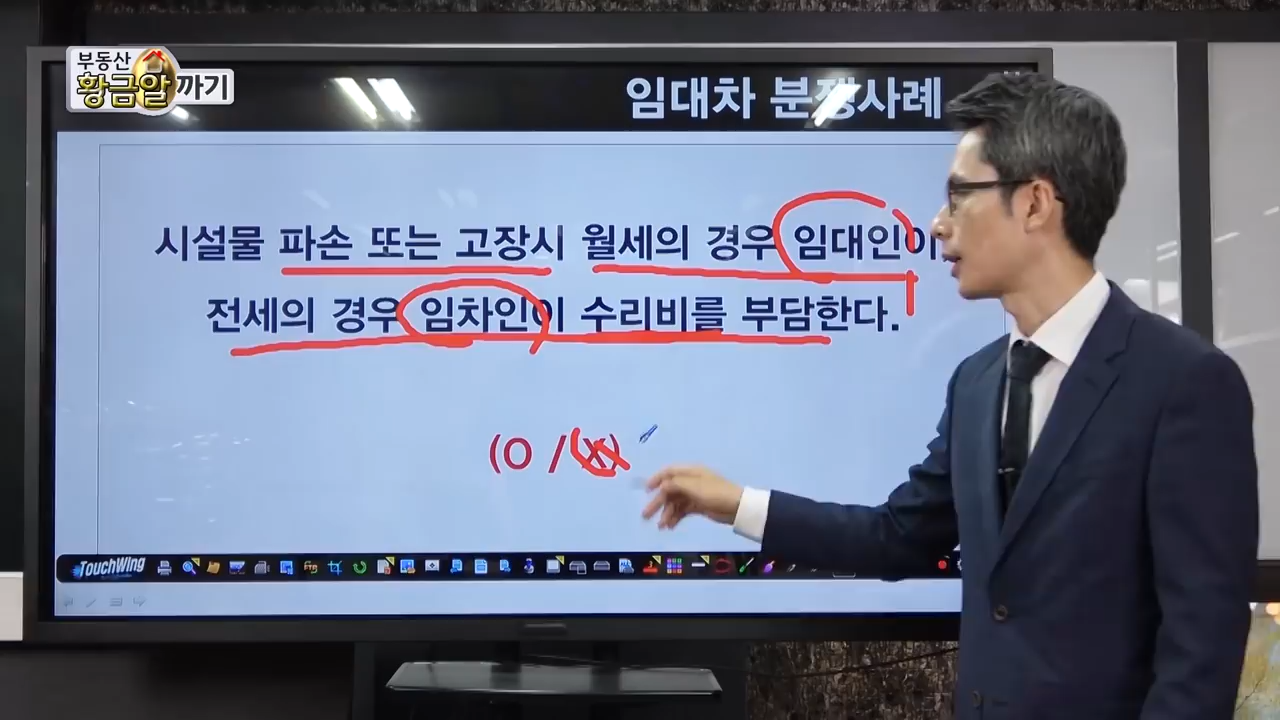 부동산
황금알까기
임대차 분쟁사례
시설물 파손 또는 고장시 월세의 경우 임대인이
전세의 경우 임차인이 수리비를 부담한다.
(O / X)
TouchWing